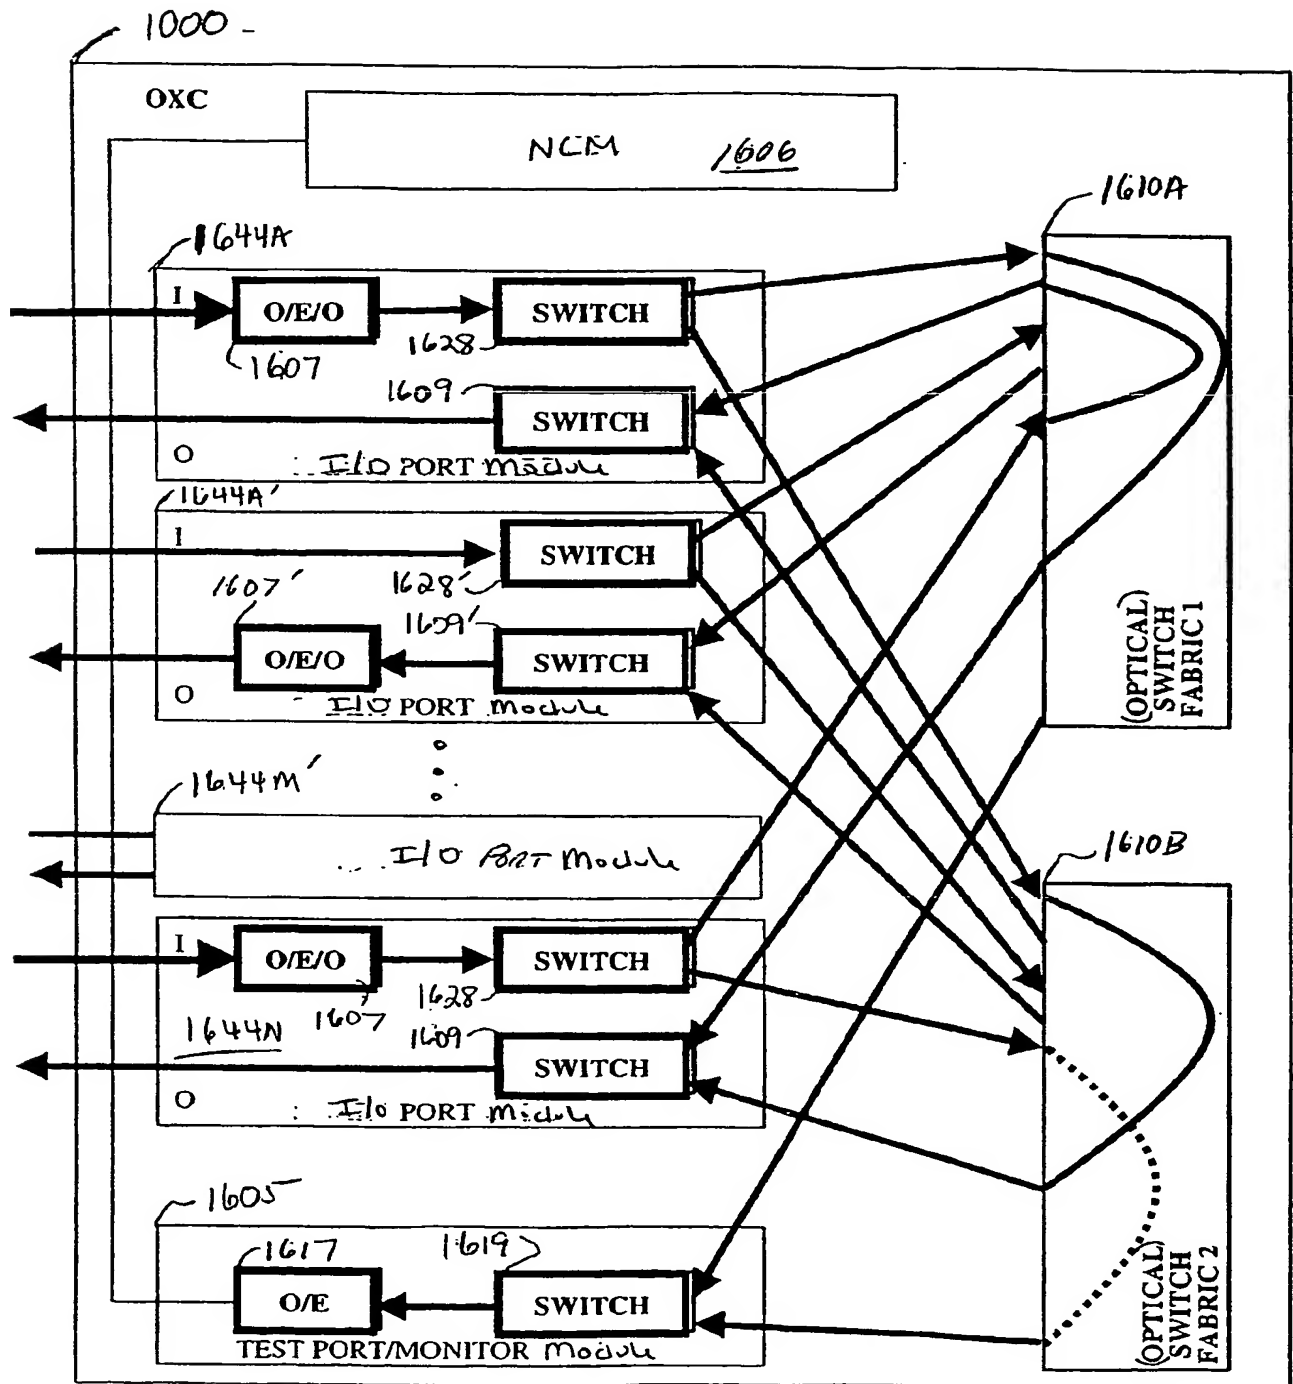 1000
OXC
NCM 1606
1610A
1644A
I
O/E/O
SWITCH
1628
1607
1609
SWITCH
O
I/O PORT Module
1644A'
I
SWITCH
1628'
1607'
1609'
O/E/O
SWITCH
O
I/O PORT Module
(OPTICAL)
SWITCH
FABRIC 1
1644M'
I/O PORT Module
1610B
I
O/E/O
SWITCH
1607
1628
1644N
1609
SWITCH
O
I/O PORT Module
1605
1617
1619
O/E
SWITCH
TEST PORT/MONITOR Module
(OPTICAL)
SWITCH
FABRIC 2